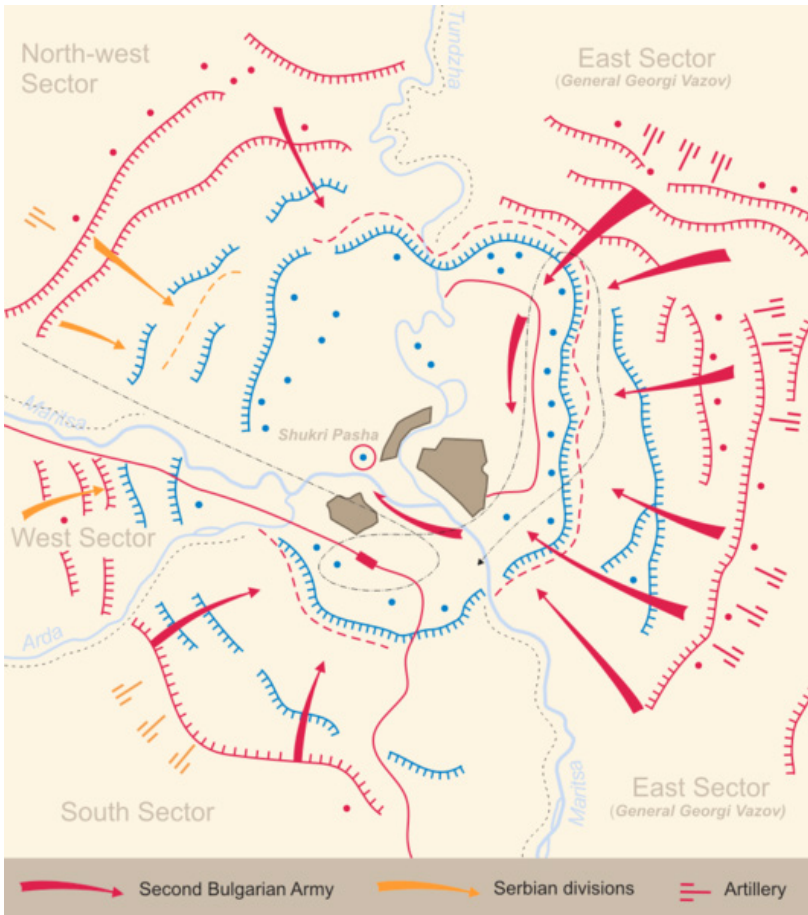 North-west
Sector
Tundzha
East Sector
(General Georgi Vazov)
Maritsa
Shukri Pasha
West Sector
Arda
South Sector
Maritsa
East Sector
(General Georgi Vazov)
Second Bulgarian Army
Serbian divisions
Artillery